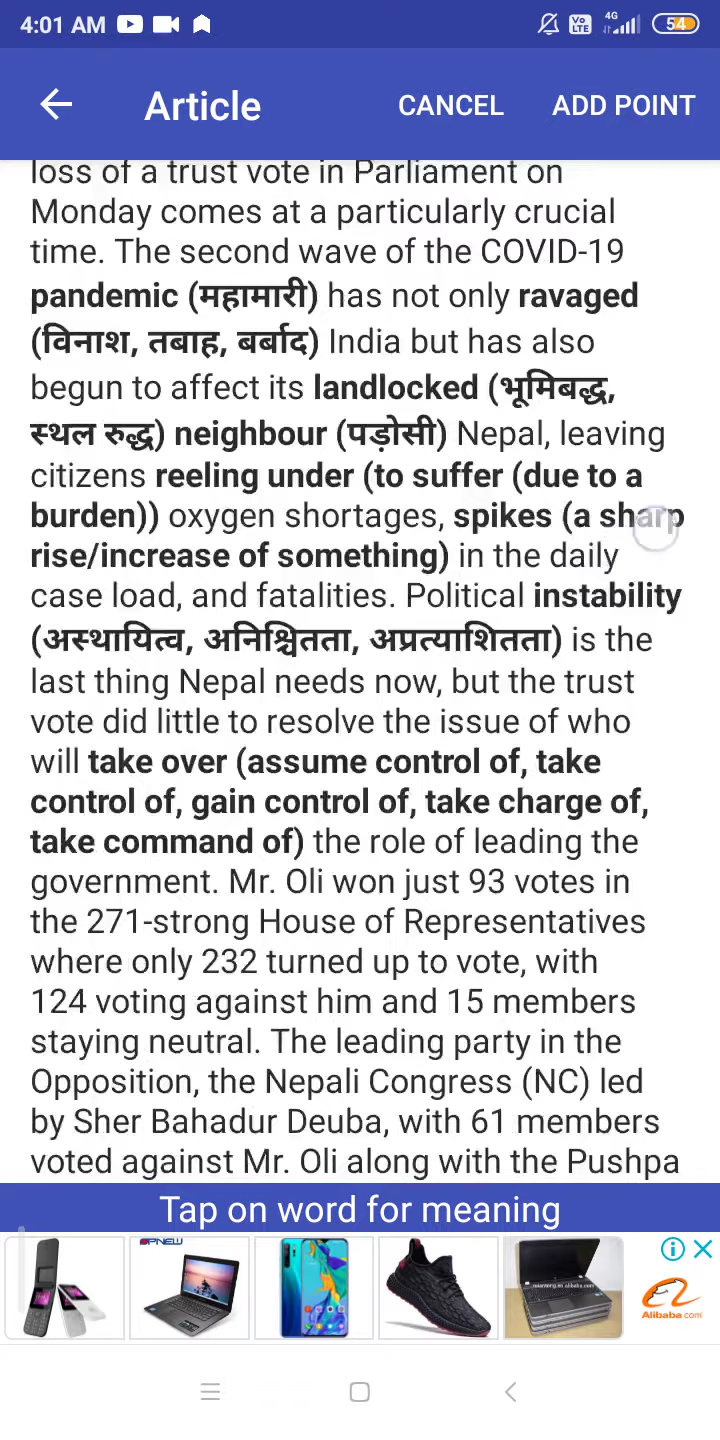 4:01 AM
Vo LTE
4G
54
Article
CANCEL
ADD POINT
loss of a trust vote in Parliament on
Monday comes at a particularly crucial
time. The second wave of the COVID-19
pandemic (महामारी) has not only ravaged
(विनाश, तबाह, बर्बाद) India but has also
begun to affect its landlocked (भूमिबद्ध,
स्थल रुद्ध) neighbour (पड़ोसी) Nepal, leaving
citizens reeling under (to suffer (due to a
burden)) oxygen shortages, spikes (a sharp
rise/increase of something) in the daily
case load, and fatalities. Political instability
(अस्थायित्व, अनिश्चितता, अप्रत्याशितता) is the
last thing Nepal needs now, but the trust
vote did little to resolve the issue of who
will take over (assume control of, take
control of, gain control of, take charge of,
take command of) the role of leading the
government. Mr. Oli won just 93 votes in
the 271-strong House of Representatives
where only 232 turned up to vote, with
124 voting against him and 15 members
staying neutral. The leading party in the
Opposition, the Nepali Congress (NC) led
by Sher Bahadur Deuba, with 61 members
voted against Mr. Oli along with the Pushpa
Tap on word for meaning
Alibaba.com